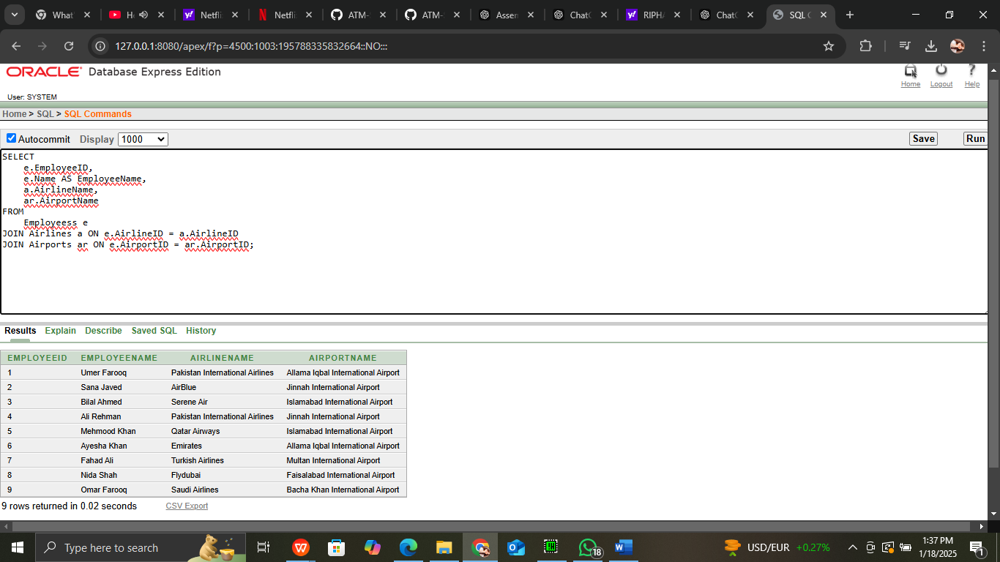 What'
He
Netfli
Netfli
ATM-
ATM-
Assen
ChatG
RIPHA
ChatG
SQL C
127.0.0.1:8080/apex/f?p=4500:1003:195788335832664::NO:::
ORACLE Database Express Edition
Home Logout Help
User: SYSTEM
Home > SQL > SQL Commands
Autocommit Display 1000 Save Run
SELECT
e.EmployeeID,
e.Name AS EmployeeName,
a.AirlineName,
ar.AirportName
FROM
Employeess e
JOIN Airlines a ON e.AirlineID = a.AirlineID
JOIN Airports ar ON e.AirportID = ar.AirportID;
Results Explain Describe Saved SQL History
EMPLOYEEID EMPLOYEENAME AIRLINENAME AIRPORTNAME
1 Umer Farooq Pakistan International Airlines Allama Iqbal International Airport
2 Sana Javed AirBlue Jinnah International Airport
3 Bilal Ahmed Serene Air Islamabad International Airport
4 Ali Rehman Pakistan International Airlines Jinnah International Airport
5 Mehmood Khan Qatar Airways Islamabad International Airport
6 Ayesha Khan Emirates Allama Iqbal International Airport
7 Fahad Ali Turkish Airlines Multan International Airport
8 Nida Shah Flydubai Faisalabad International Airport
9 Omar Farooq Saudi Airlines Bacha Khan International Airport
9 rows returned in 0.02 seconds CSV Export
Type here to search
18
USD/EUR +0.27%
1:37 PM
1/18/2025
1